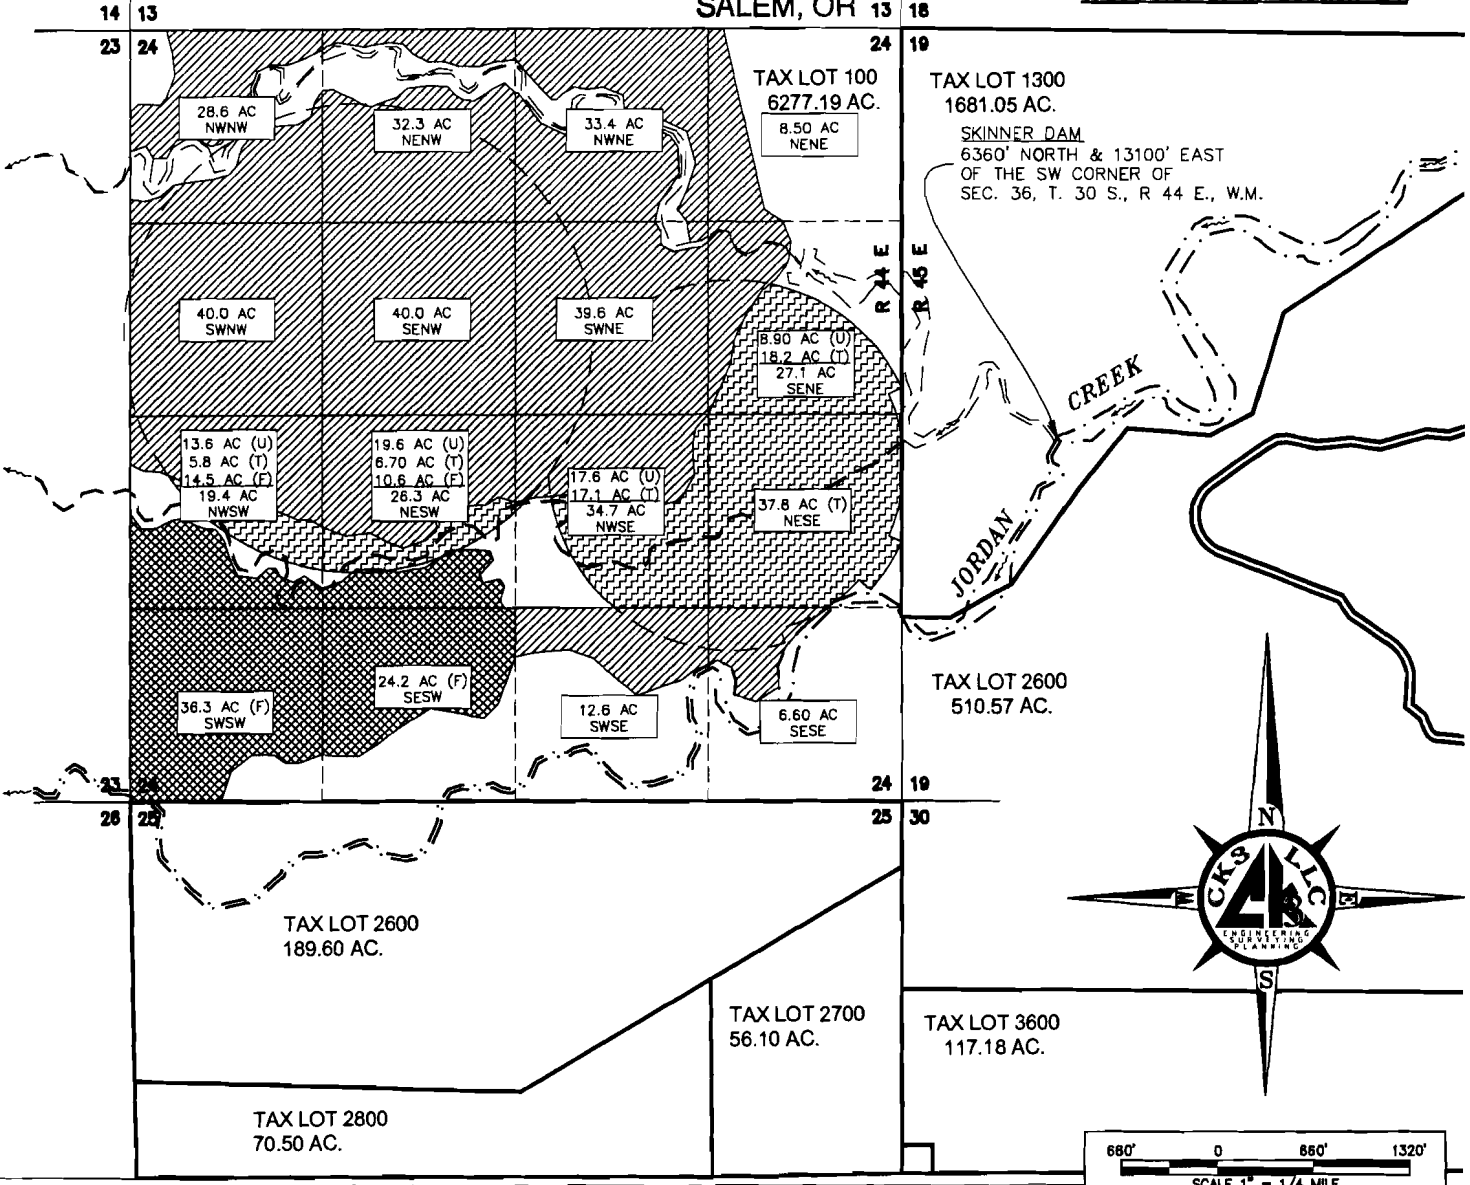 SALEM, OR
14 13
13 18
23 24
24 19
TAX LOT 100
6277.19 AC.
TAX LOT 1300
1681.05 AC.
SKINNER DAM
6360' NORTH & 13100' EAST
OF THE SW CORNER OF
SEC. 36, T. 30 S., R 44 E., W.M.
28.6 AC
NWNW
32.3 AC
NENW
33.4 AC
NWNE
8.50 AC
NENE
R 44 E
R 45 E
40.0 AC
SWNW
40.0 AC
SENW
39.6 AC
SWNE
8.90 AC (U)
18.2 AC (T)
27.1 AC
SENE
JORDAN CREEK
13.6 AC (U)
5.8 AC (T)
14.5 AC (F)
19.4 AC
NWSW
19.6 AC (U)
6.70 AC (T)
10.6 AC (F)
26.3 AC
NESW
17.6 AC (U)
17.1 AC (T)
34.7 AC
NWSE
37.8 AC (T)
NESE
36.3 AC (F)
SWSW
24.2 AC (F)
SESW
12.6 AC
SWSE
6.60 AC
SESE
TAX LOT 2600
510.57 AC.
23 24
24 19
26 25
25 30
N
W
E
S
CK3 LLC
ENGINEERING
SURVEYING
PLANNING
TAX LOT 2600
189.60 AC.
TAX LOT 2700
56.10 AC.
TAX LOT 3600
117.18 AC.
TAX LOT 2800
70.50 AC.
660' 0 660' 1320'
SCALE 1" = 1/4 MILE